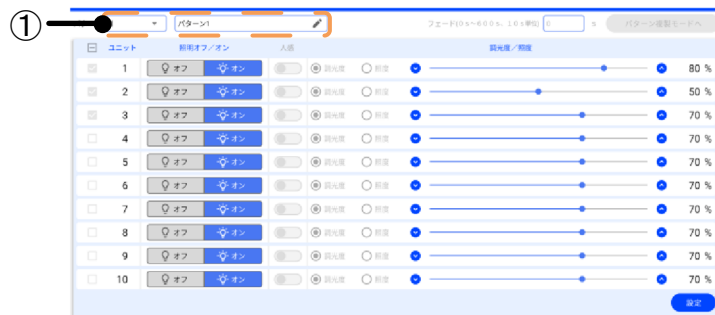 ①
パターン1
フェード(0s~600s、10s単位) 0 s パターン複製モードへ
ユニット 照明オフ/オン 人感 調光度/照度
1 オフ オン 調光度 照度 80 %
2 オフ オン 調光度 照度 50 %
3 オフ オン 調光度 照度 70 %
4 オフ オン 調光度 照度 70 %
5 オフ オン 調光度 照度 70 %
6 オフ オン 調光度 照度 70 %
7 オフ オン 調光度 照度 70 %
8 オフ オン 調光度 照度 70 %
9 オフ オン 調光度 照度 70 %
10 オフ オン 調光度 照度 70 %
設定